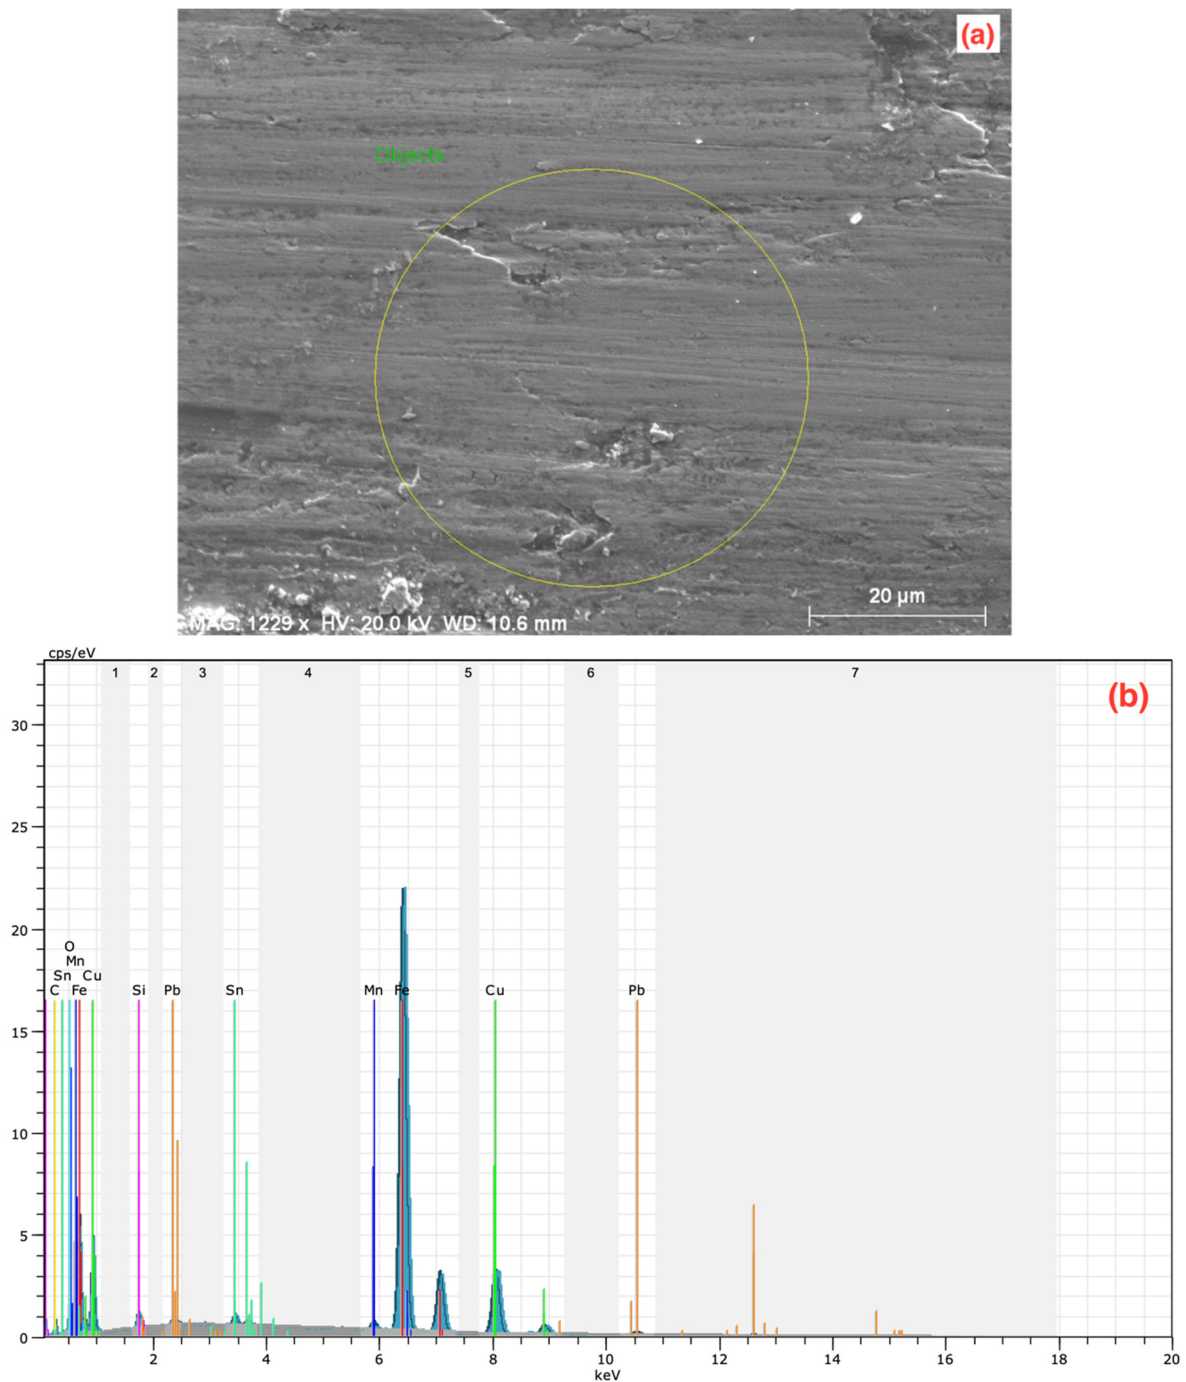 (a)
Objects
20 µm
MAG: 1229 x HV: 20.0 kV WD: 10.6 mm
cps/eV
1 2 3 4 5 6 7
(b)
30
25
20
O
Mn
Sn Cu
C Fe Si Pb Sn Mn Fe Cu Pb
15
10
5
0
2 4 6 8 10 12 14 16 18 20
keV